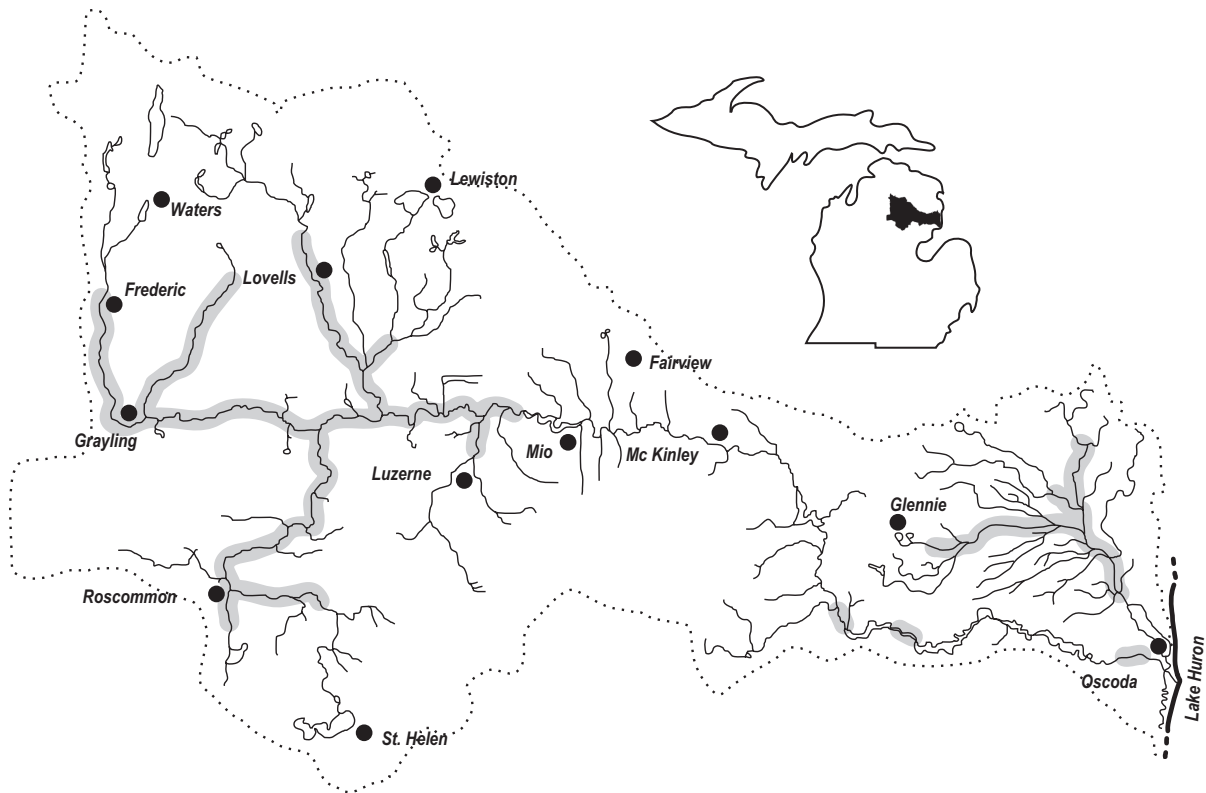 Lewiston
Waters
Lovells
Frederic
Fairview
Grayling
Mio
Mc Kinley
Luzerne
Glennie
Roscommon
Lake Huron
Oscoda
St. Helen